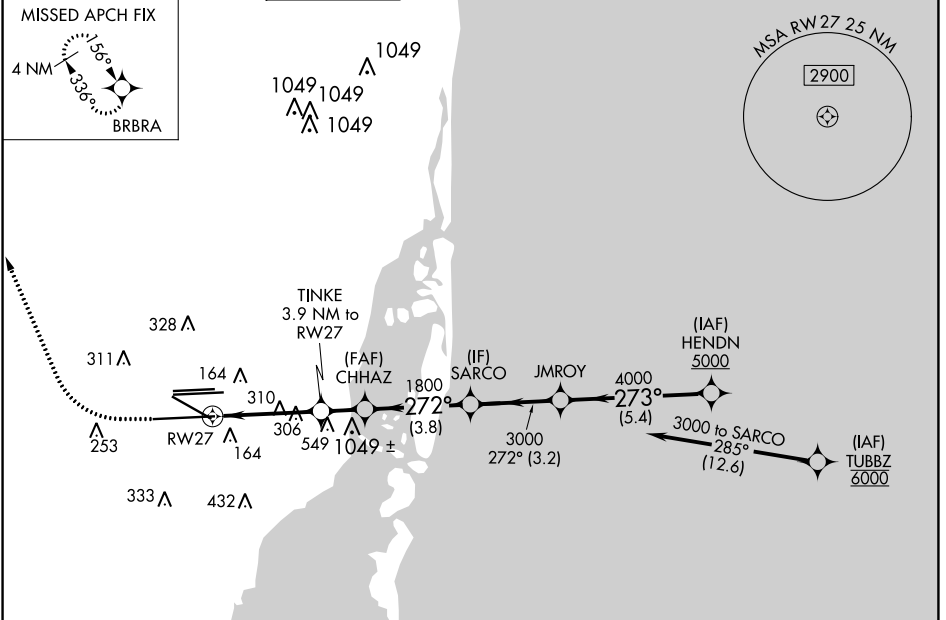 MISSED APCH FIX
4 NM
156°
336°
BRBRA
1049
1049
1049
1049
MSA RW 27 25 NM
2900
TINKE
3.9 NM to
RW27
328
311
164
(FAF)
CHHAZ
(IF)
SARCO
JMROY
(IAF)
HENDN
5000
310
306
549
1049 ±
1800
272°
(3.8)
4000
273°
(5.4)
3000
272° (3.2)
3000 to SARCO
285°
(12.6)
(IAF)
TUBBZ
6000
RW27
164
253
333
432